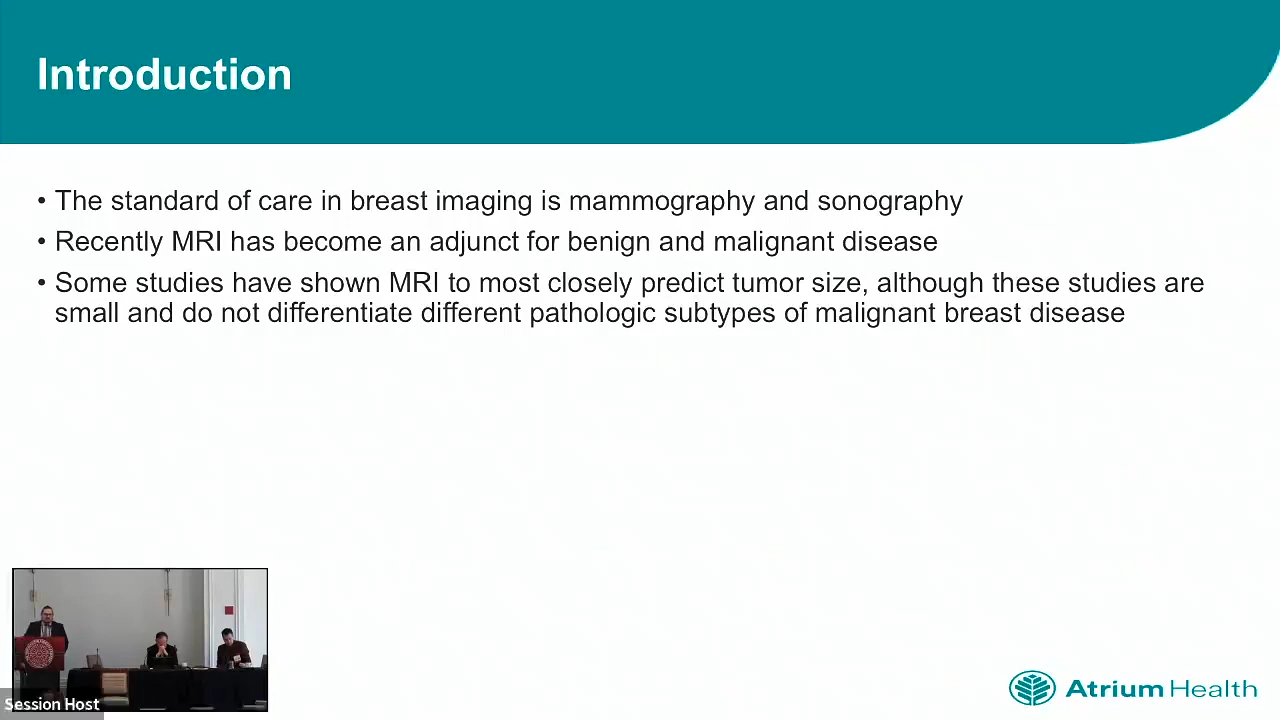 Introduction
• The standard of care in breast imaging is mammography and sonography
• Recently MRI has become an adjunct for benign and malignant disease
• Some studies have shown MRI to most closely predict tumor size, although these studies are
small and do not differentiate different pathologic subtypes of malignant breast disease
Session Host
Atrium Health